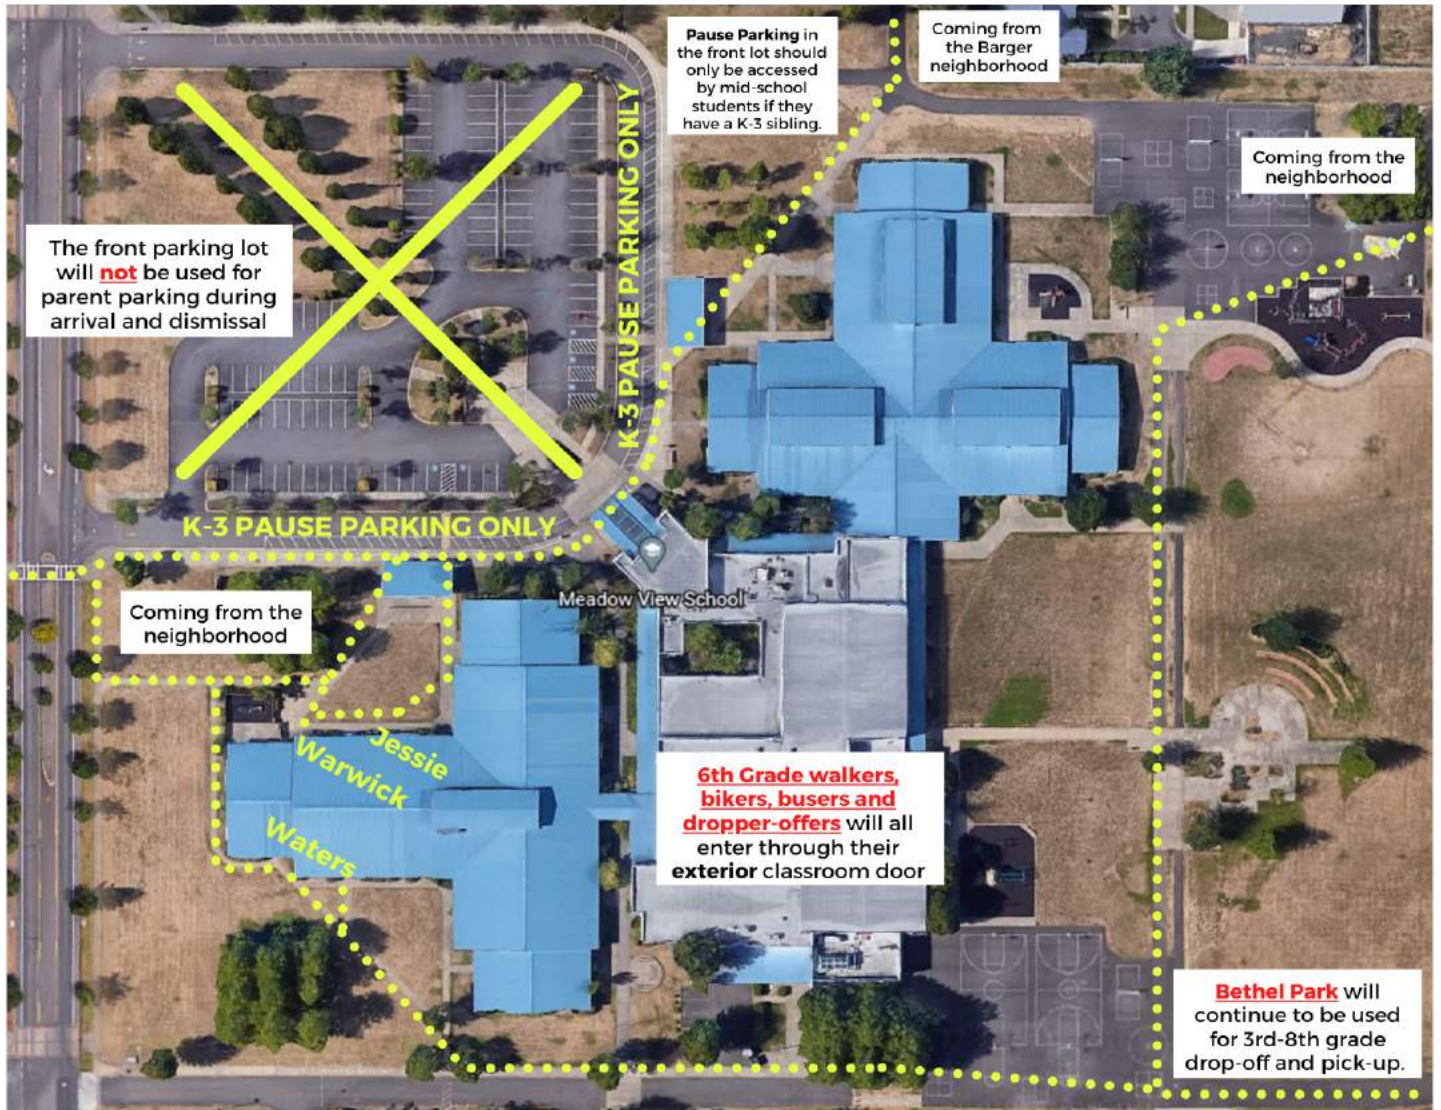 Pause Parking in
the front lot should
only be accessed
by mid-school
students if they
have a K-3 sibling.
Coming from
the Barger
neighborhood
Coming from the
neighborhood
The front parking lot
will not be used for
parent parking during
arrival and dismissal
K-3 PAUSE PARKING ONLY
K-3 PAUSE PARKING ONLY
Coming from the
neighborhood
Meadow View School
Jessie
Warwick
Waters
6th Grade walkers,
bikers, busers and
dropper-offers will all
enter through their
exterior classroom door
Bethel Park will
continue to be used
for 3rd-8th grade
drop-off and pick-up.